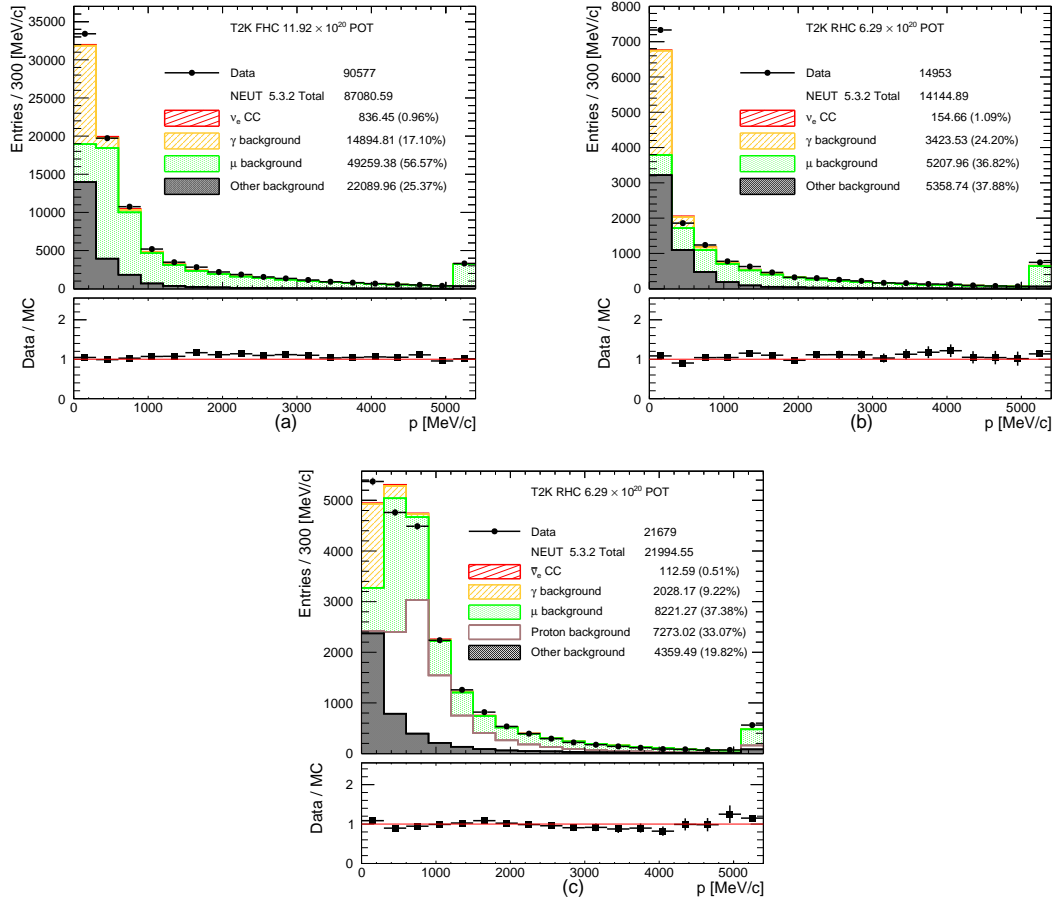 T2K FHC 11.92 × 10^20 POT
Entries / 300 [MeV/c]
35000
30000
25000
20000
15000
10000
5000
0
Data 90577
NEUT 5.3.2 Total 87080.59
ν_e CC 836.45 (0.96%)
γ background 14894.81 (17.10%)
μ background 49259.38 (56.57%)
Other background 22089.96 (25.37%)
Data / MC
2
1
0
0 1000 2000 3000 4000 5000
p [MeV/c]
(a)
T2K RHC 6.29 × 10^20 POT
Entries / 300 [MeV/c]
8000
7000
6000
5000
4000
3000
2000
1000
0
Data 14953
NEUT 5.3.2 Total 14144.89
ν_e CC 154.66 (1.09%)
γ background 3423.53 (24.20%)
μ background 5207.96 (36.82%)
Other background 5358.74 (37.88%)
Data / MC
2
1
0
0 1000 2000 3000 4000 5000
p [MeV/c]
(b)
T2K RHC 6.29 × 10^20 POT
Entries / 300 [MeV/c]
5000
4000
3000
2000
1000
0
Data 21679
NEUT 5.3.2 Total 21994.55
ν̅_e CC 112.59 (0.51%)
γ background 2028.17 (9.22%)
μ background 8221.27 (37.38%)
Proton background 7273.02 (33.07%)
Other background 4359.49 (19.82%)
Data / MC
2
1
0
0 1000 2000 3000 4000 5000
p [MeV/c]
(c)